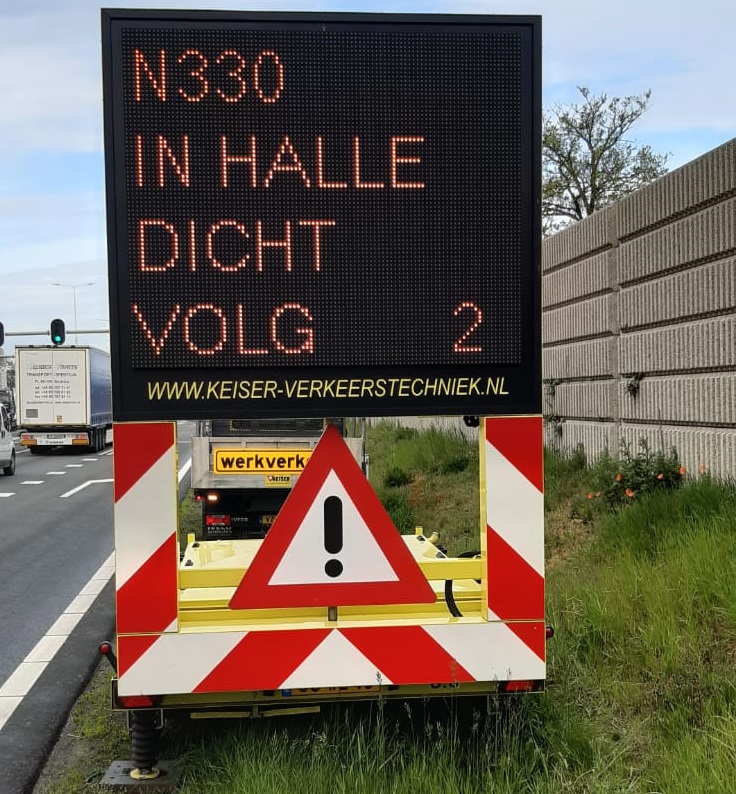 N330
IN HALLE
DICHT
VOLG 2
WWW.KEISER-VERKEERSTECHNIEK.NL
werkverk